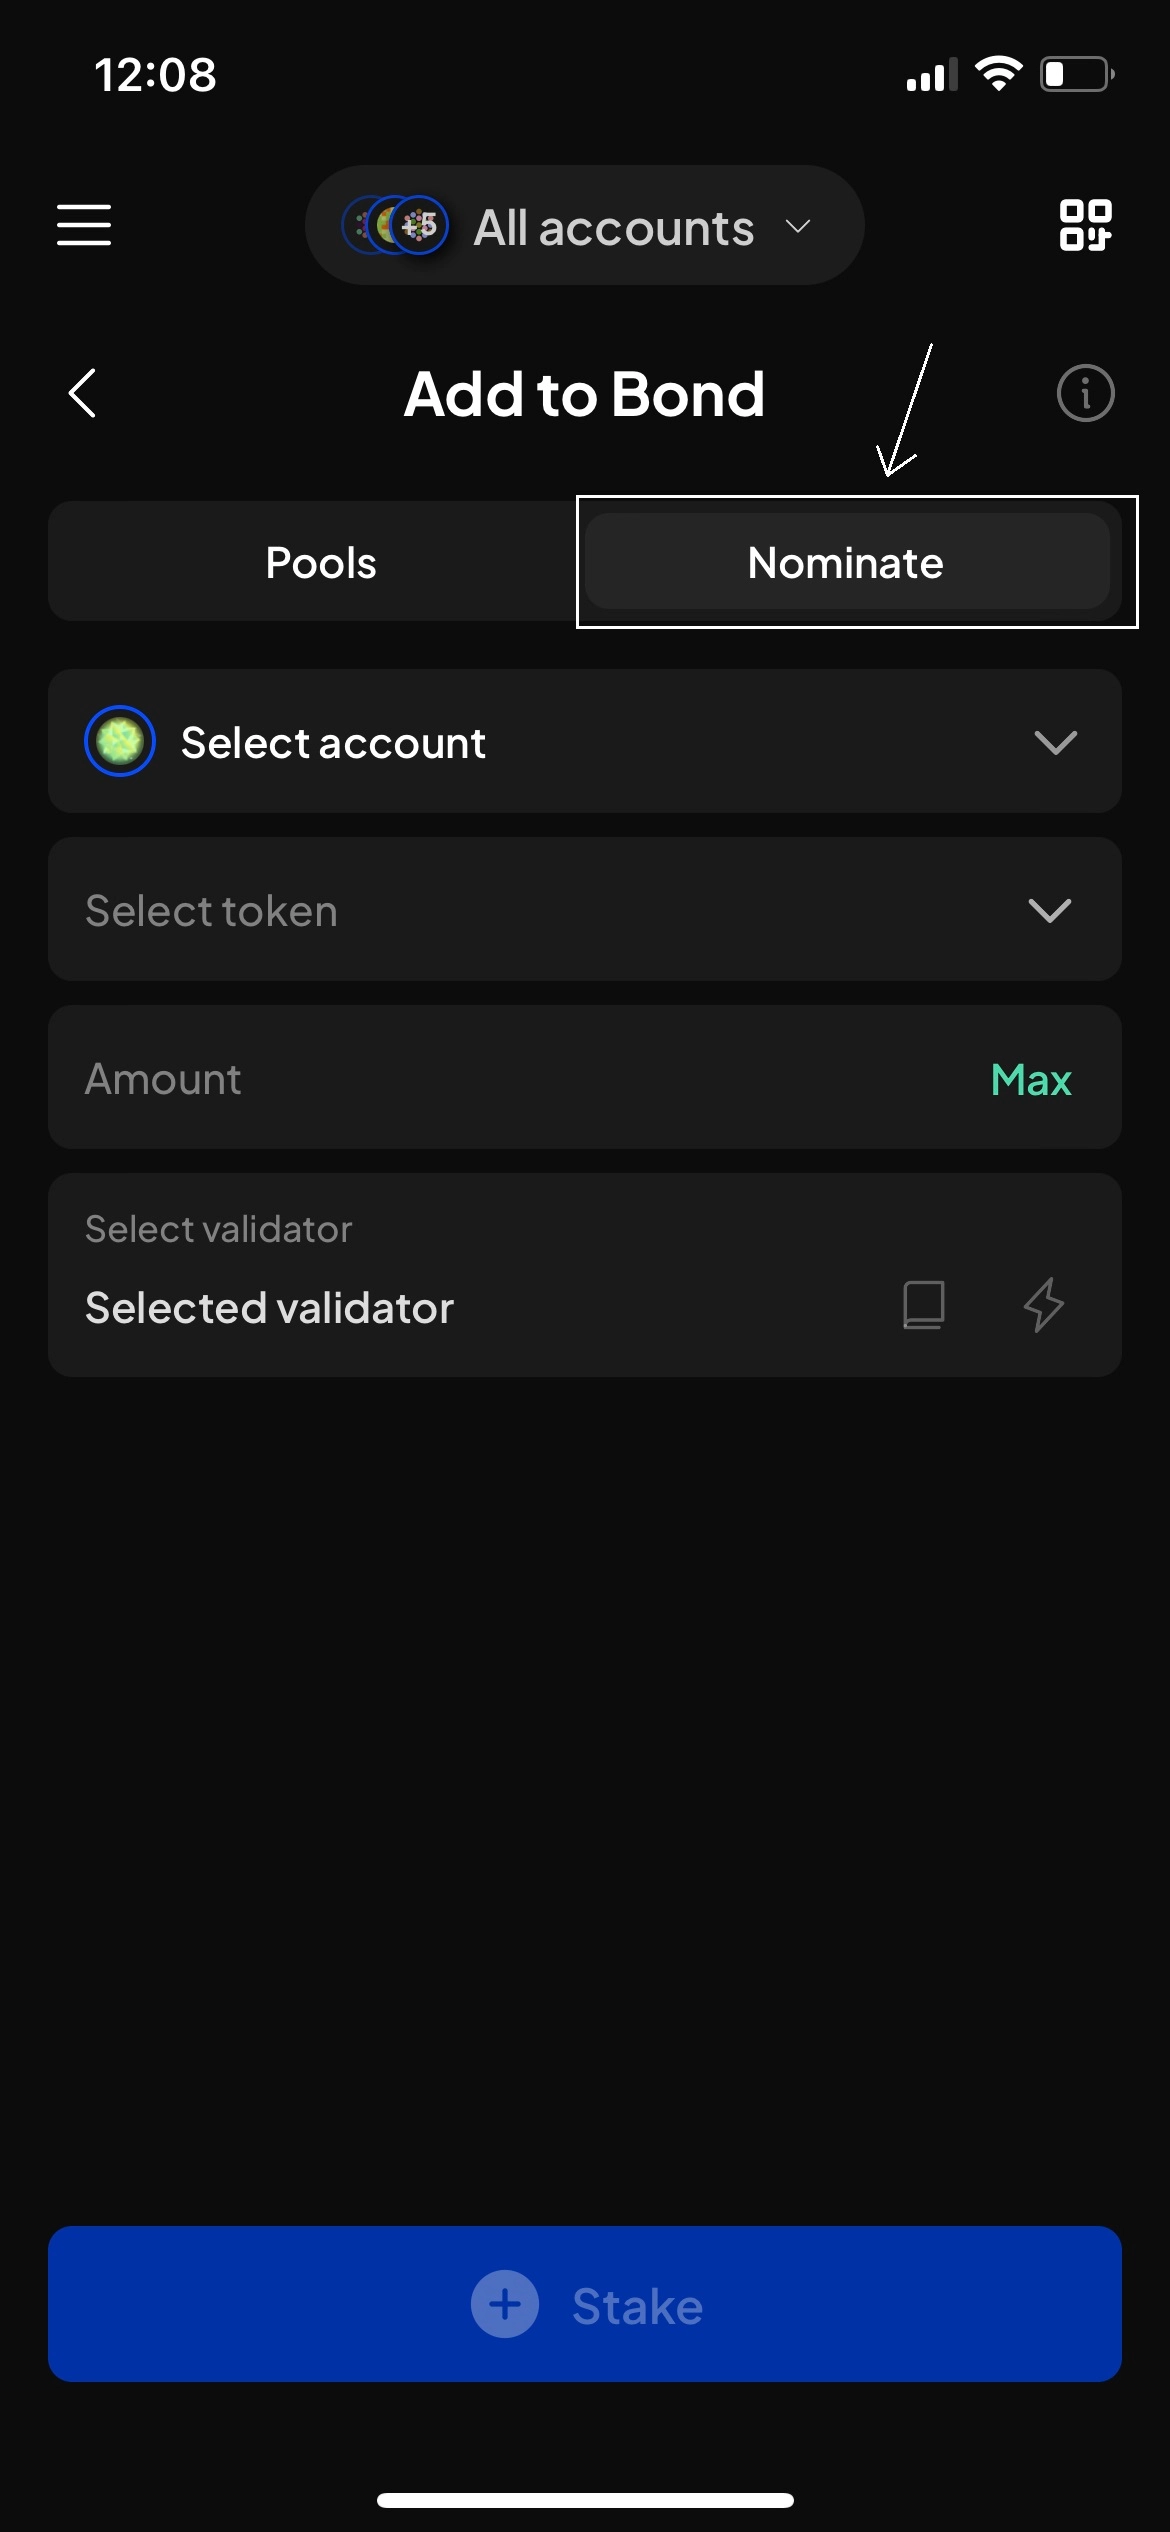 12:08
+5 All accounts
Add to Bond
Pools
Nominate
Select account
Select token
Amount
Max
Select validator
Selected validator
Stake